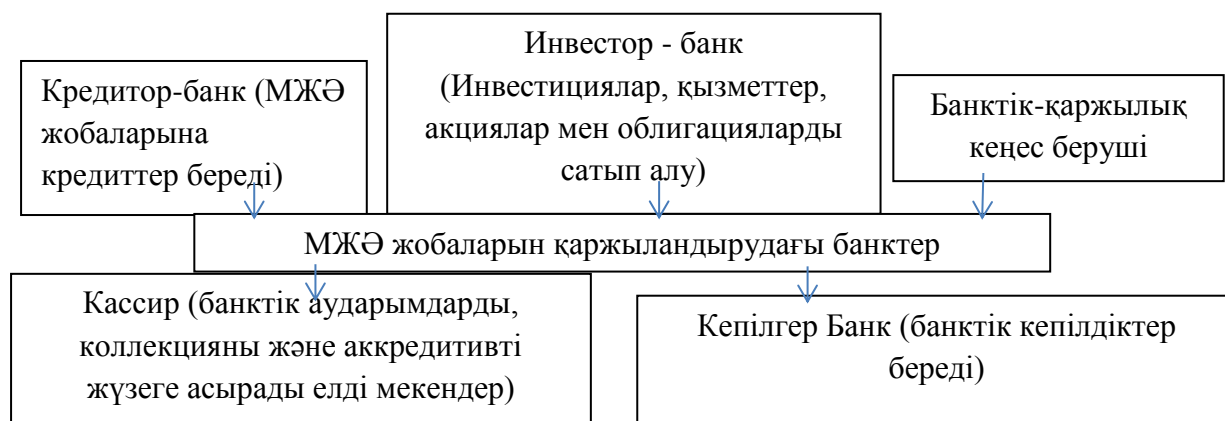 Кредитор-банк (МЖӘ
жобаларына
кредиттер береді)
Инвестор - банк
(Инвестициялар, қызметтер,
акциялар мен облигацияларды
сатып алу)
Банктік-қаржылық
кеңес беруші
МЖӘ жобаларын қаржыландырудағы банктер
Кассир (банктік аударымдарды,
коллекцияны және аккредитивті
жүзеге асырады елді мекендер)
Кепілгер Банк (банктік кепілдіктер
береді)